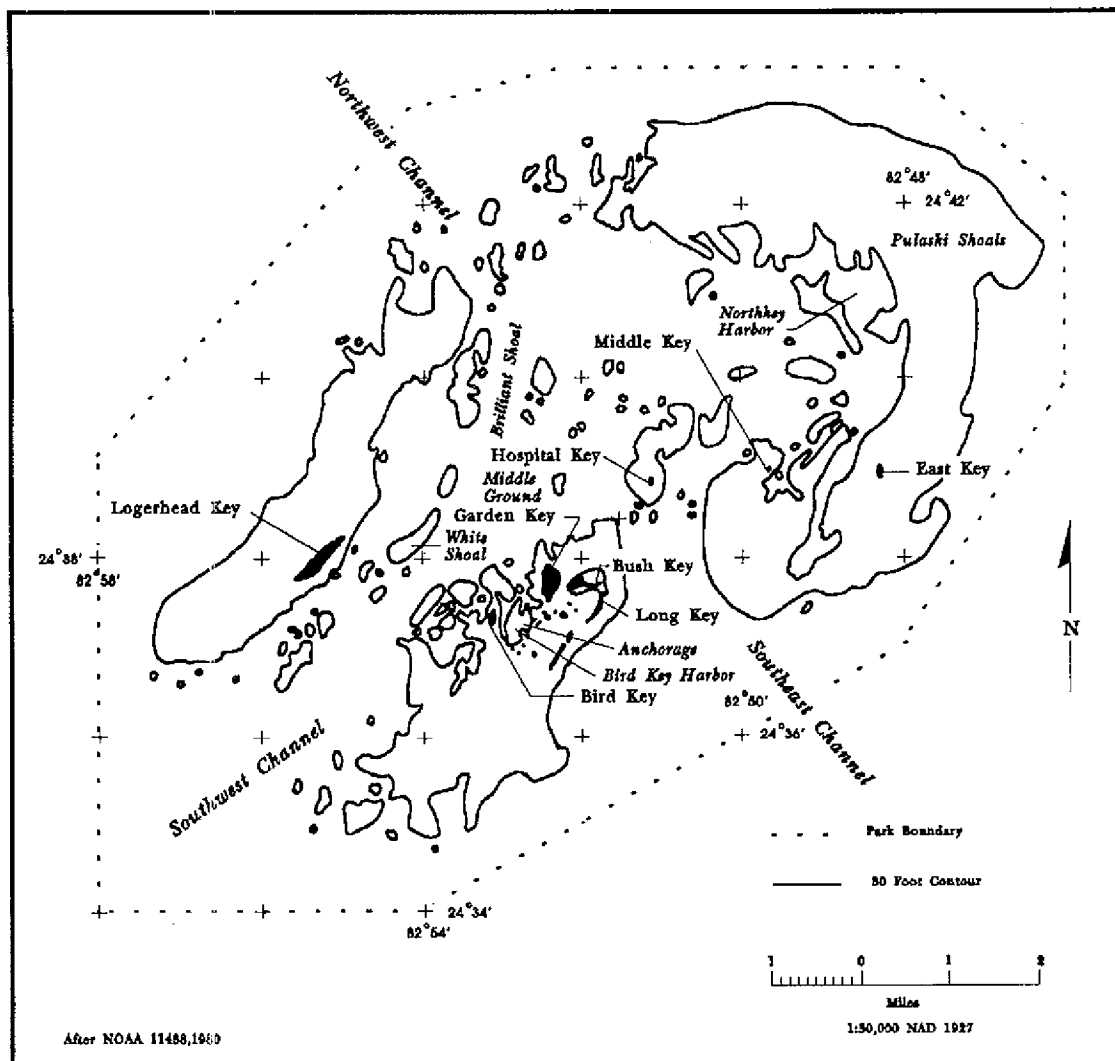 Northwest Channel
82°48'
24°42'
Pulaski Shoals
Northkey
Harbor
Middle Key
Brilliant Shoal
Hospital Key
East Key
Middle
Ground
Logerhead Key
Garden Key
White
Shoal
24°38'
82°58'
Bush Key
Long Key
N
Anchorage
Bird Key Harbor
Bird Key
Southeast Channel
82°50'
24°36'
Southwest Channel
Park Boundary
30 Foot Contour
24°34'
82°54'
1 0 1 2
Miles
1:30,000 NAD 1927
After NOAA 11438,1980